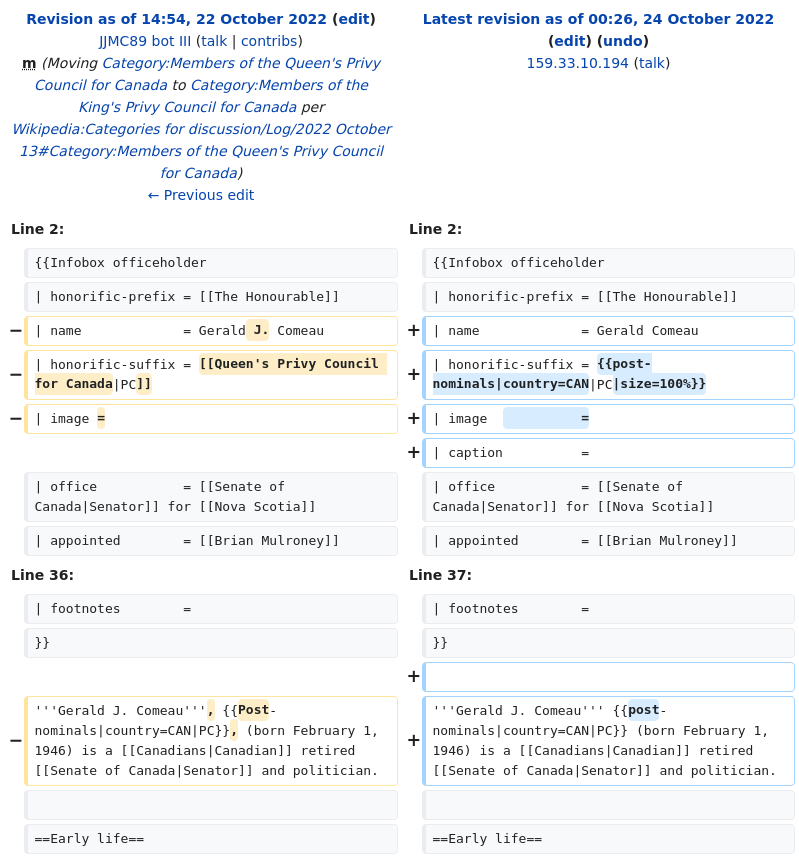 Revision as of 14:54, 22 October 2022 (edit)
JJMC89 bot III (talk | contribs)
m (Moving Category:Members of the Queen's Privy
Council for Canada to Category:Members of the
King's Privy Council for Canada per
Wikipedia:Categories for discussion/Log/2022 October
13#Category:Members of the Queen's Privy Council
for Canada)
← Previous edit
Latest revision as of 00:26, 24 October 2022
(edit) (undo)
159.33.10.194 (talk)
Line 2:
Line 2:
{{Infobox officeholder
{{Infobox officeholder
| honorific-prefix = [[The Honourable]]
| honorific-prefix = [[The Honourable]]
− | name             = Gerald J. Comeau
+ | name             = Gerald Comeau
− | honorific-suffix = [[Queen's Privy Council
for Canada|PC]]
+ | honorific-suffix = {{post-
nominals|country=CAN|PC|size=100%}}
− | image =
+ | image            =
+ | caption          =
| office           = [[Senate of
Canada|Senator]] for [[Nova Scotia]]
| office           = [[Senate of
Canada|Senator]] for [[Nova Scotia]]
| appointed        = [[Brian Mulroney]]
| appointed        = [[Brian Mulroney]]
Line 36:
Line 37:
| footnotes        =
| footnotes        =
}}
}}
+
− '''Gerald J. Comeau''', {{Post-
nominals|country=CAN|PC}}, (born February 1,
1946) is a [[Canadians|Canadian]] retired
[[Senate of Canada|Senator]] and politician.
+ '''Gerald J. Comeau''' {{post-
nominals|country=CAN|PC}} (born February 1,
1946) is a [[Canadians|Canadian]] retired
[[Senate of Canada|Senator]] and politician.
==Early life==
==Early life==